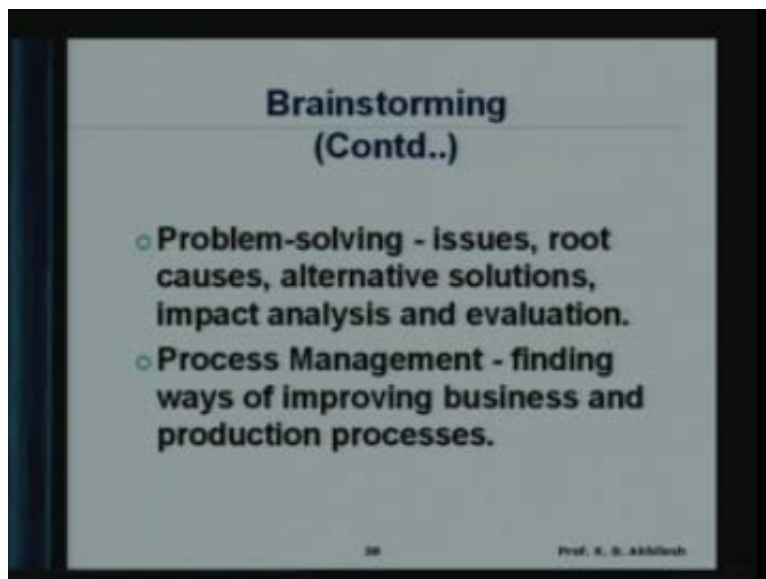 Brainstorming
(Contd..)
Problem-solving - issues, root
causes, alternative solutions,
impact analysis and evaluation.
Process Management - finding
ways of improving business and
production processes.
Prof. K. B. Akhilesh